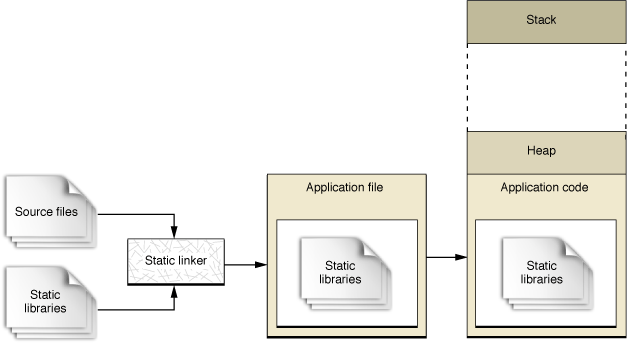 Stack
Heap
Application file
Application code
Source files
Static linker
Static
libraries
Static
libraries
Static
libraries